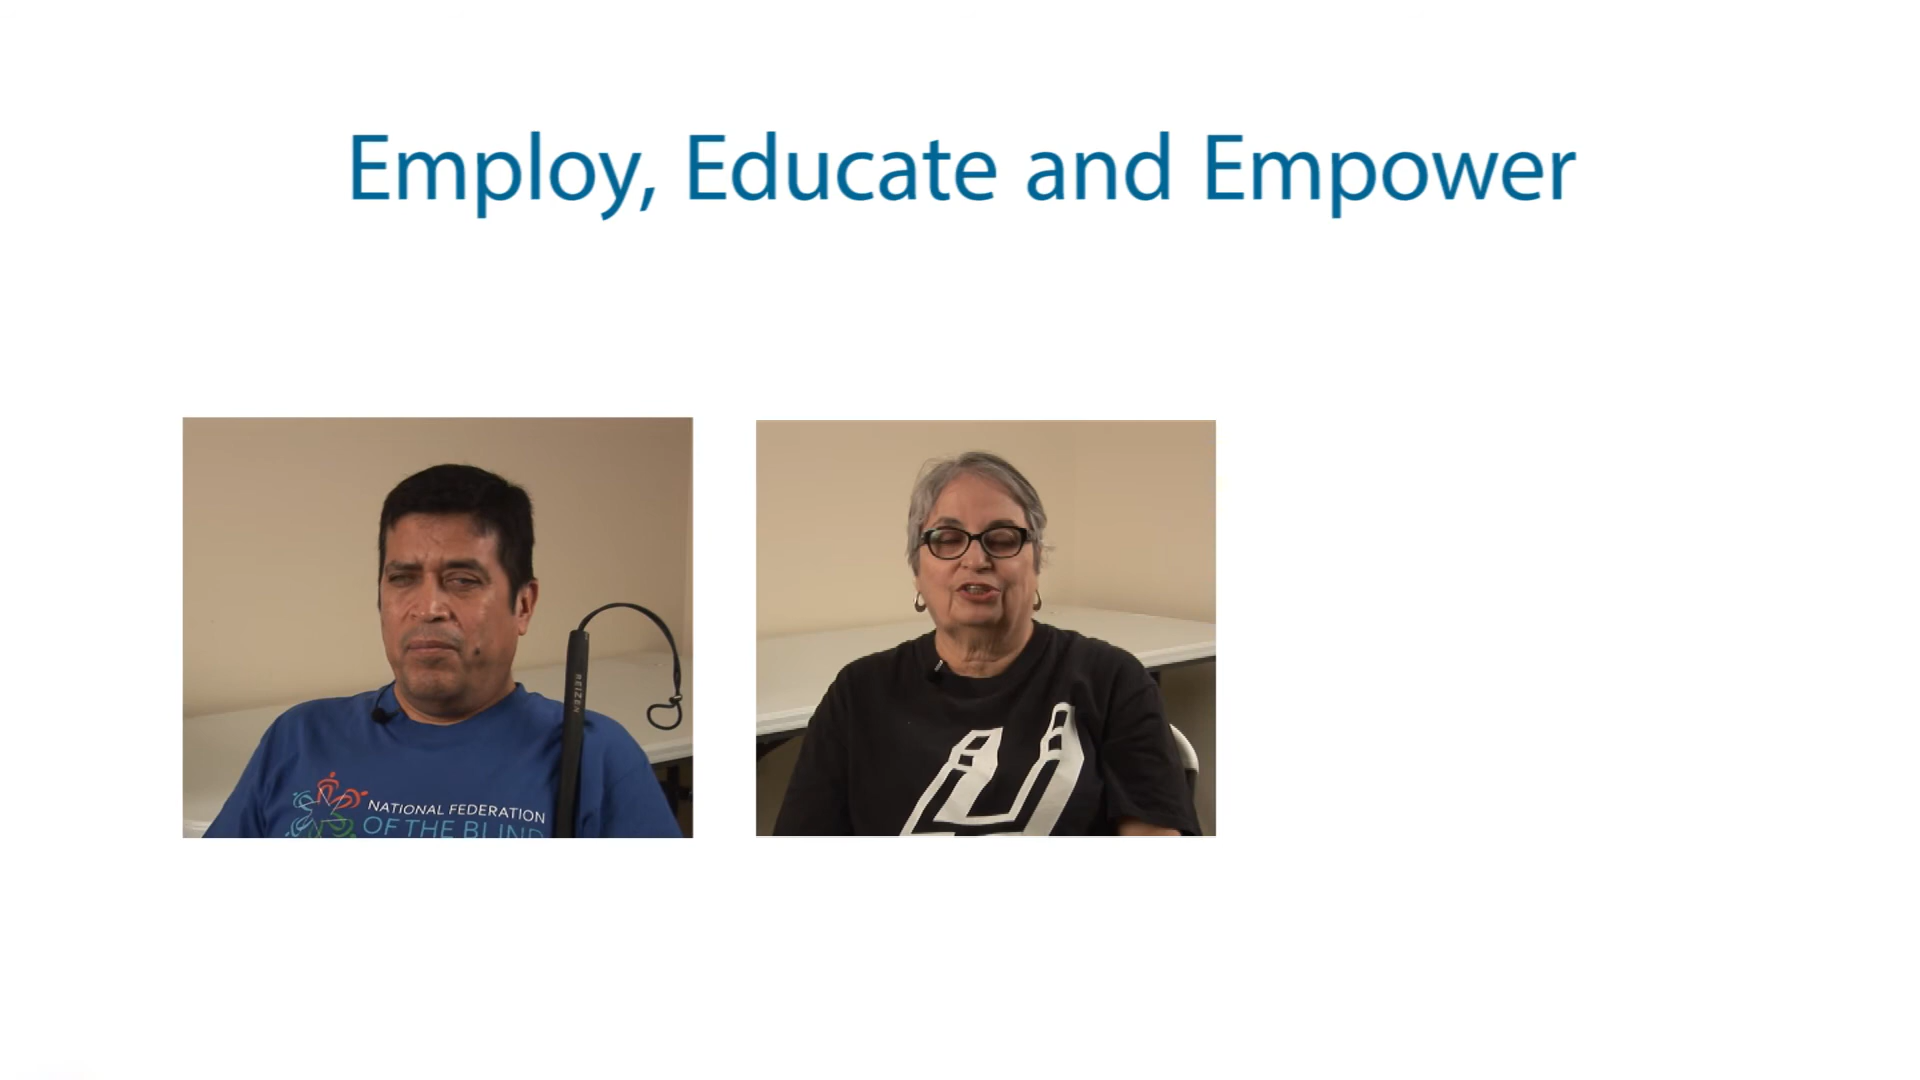 Employ, Educate and Empower
REIZEN
NATIONAL FEDERATION
OF THE BLIND